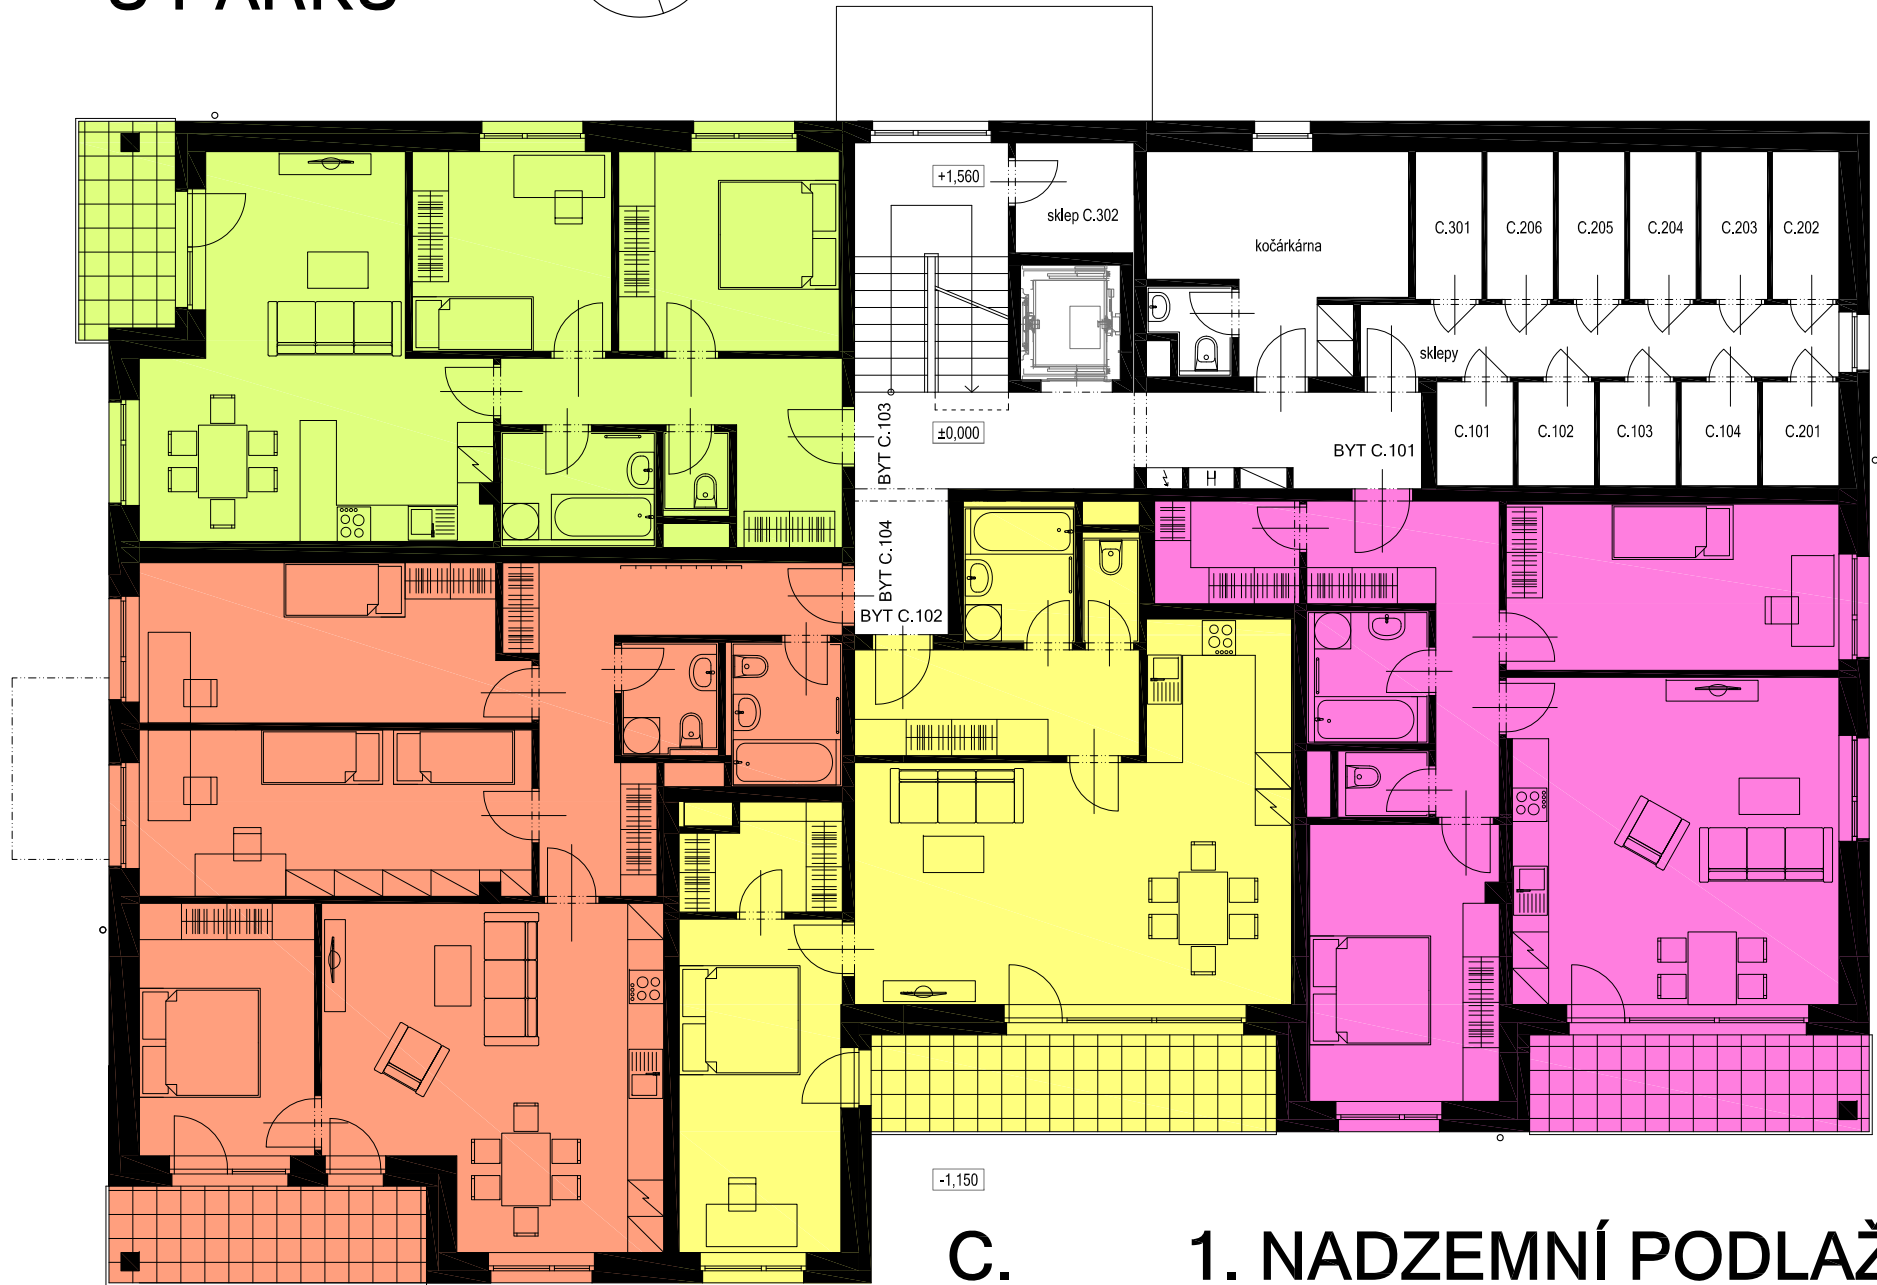 U PARKU
+1,560
sklep C.302
kočárkárna
C.301
C.206
C.205
C.204
C.203
C.202
sklepy
C.101
C.102
C.103
C.104
C.201
±0,000
BYT C.103
BYT C.101
H
BYT C.104
BYT C.102
-1,150
C.
1. NADZEMNÍ PODLAŽ